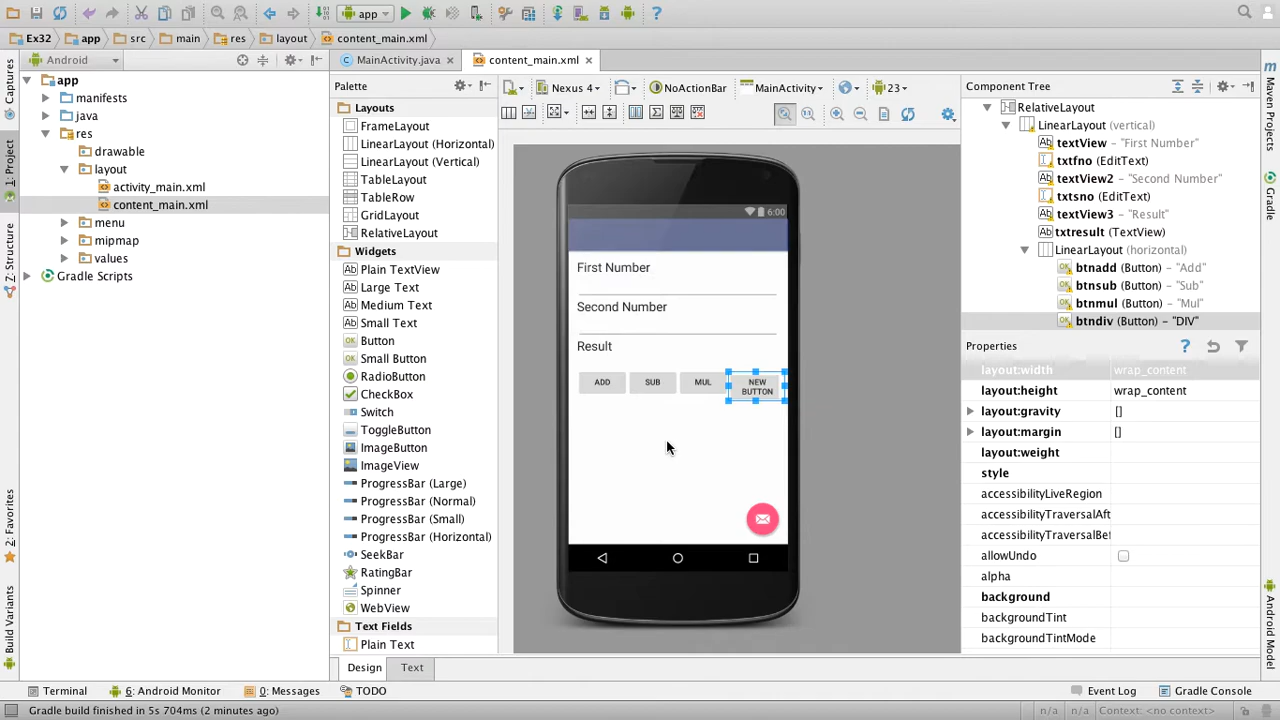 app
Ex32
app
src
main
res
layout
content_main.xml
Android
MainActivity.java
content_main.xml
Captures
1: Project
7: Structure
2: Favorites
Build Variants
app
manifests
java
res
drawable
layout
activity_main.xml
content_main.xml
menu
mipmap
values
Gradle Scripts
Palette
Layouts
FrameLayout
LinearLayout (Horizontal)
LinearLayout (Vertical)
TableLayout
TableRow
GridLayout
RelativeLayout
Widgets
Plain TextView
Large Text
Medium Text
Small Text
Button
Small Button
RadioButton
CheckBox
Switch
ToggleButton
ImageButton
ImageView
ProgressBar (Large)
ProgressBar (Normal)
ProgressBar (Small)
ProgressBar (Horizontal)
SeekBar
RatingBar
Spinner
WebView
Text Fields
Plain Text
Nexus 4
NoActionBar
MainActivity
23
6:00
First Number
Second Number
Result
ADD
SUB
MUL
NEW
BUTTON
Design
Text
Component Tree
RelativeLayout
LinearLayout (vertical)
textView – "First Number"
txtfno (EditText)
textView2 – "Second Number"
txtsno (EditText)
textView3 – "Result"
txtresult (TextView)
LinearLayout (horizontal)
btnadd (Button) – "Add"
btnsub (Button) – "Sub"
btnmul (Button) – "Mul"
btndiv (Button) – "DIV"
Properties
layout:width wrap_content
layout:height wrap_content
layout:gravity []
layout:margin []
layout:weight
style
accessibilityLiveRegion
accessibilityTraversalAft
accessibilityTraversalBef
allowUndo
alpha
background
backgroundTint
backgroundTintMode
Maven Projects
Gradle
Android Model
Terminal
6: Android Monitor
0: Messages
TODO
Event Log
Gradle Console
Gradle build finished in 5s 704ms (2 minutes ago)
n/a
n/a
Context: <no context>